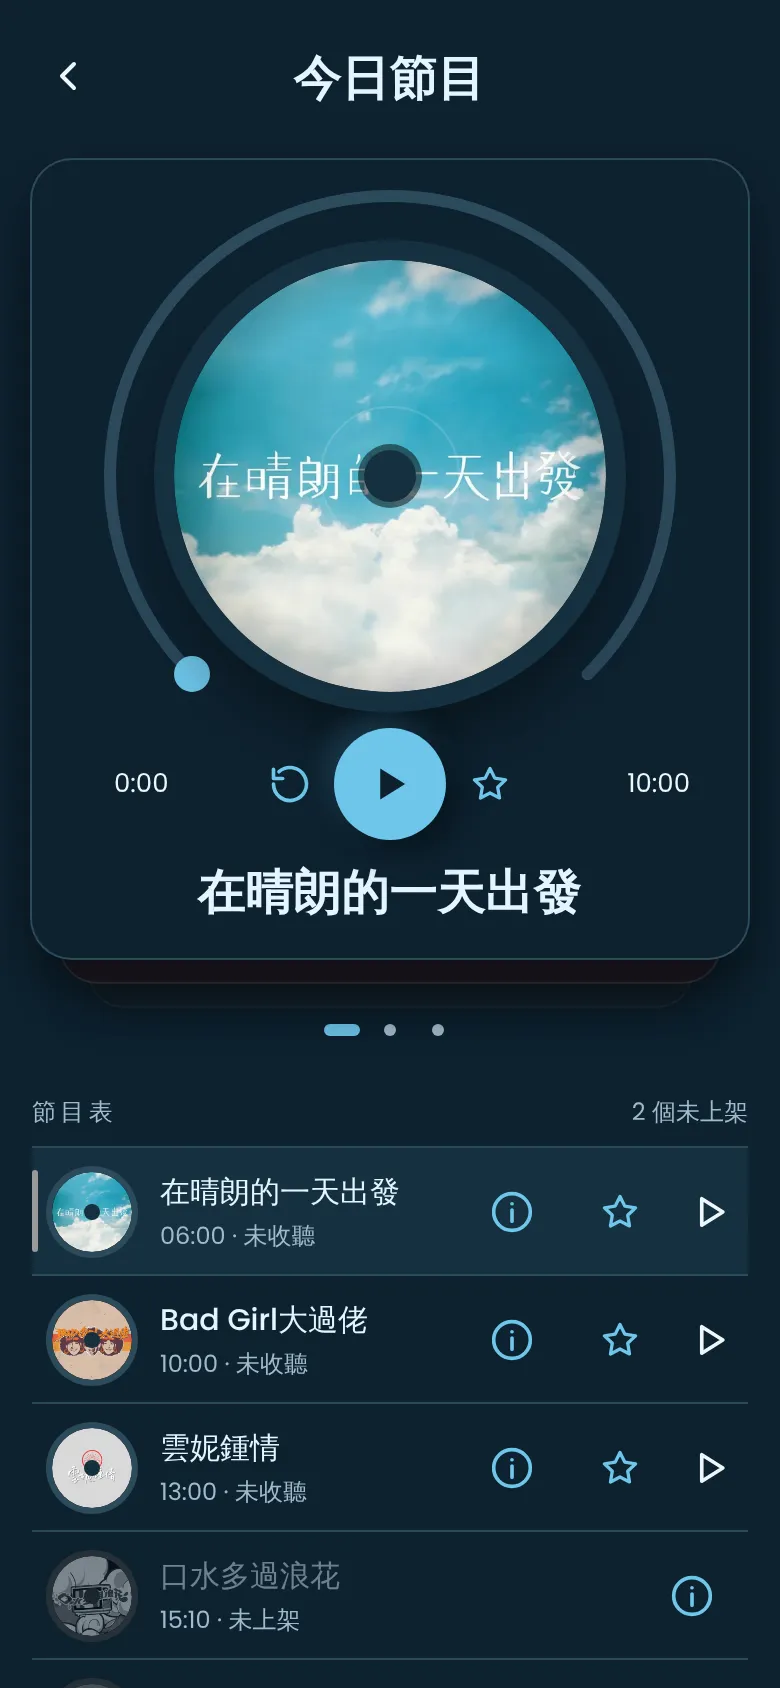 今日節目
在晴朗的一天出發
0:00
10:00
在晴朗的一天出發
節目表
2 個未上架
在晴朗的一天出發
06:00 · 未收聽
Bad Girl大過佬
10:00 · 未收聽
雲妮鍾情
13:00 · 未收聽
口水多過浪花
15:10 · 未上架